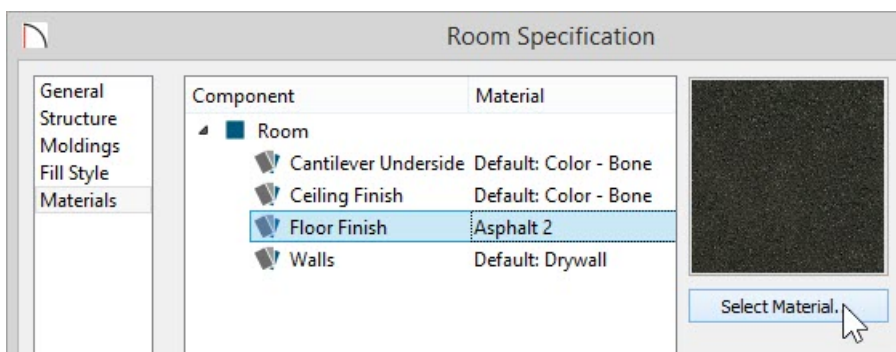 Room Specification
General
Structure
Moldings
Fill Style
Materials
Component Material
Room
Cantilever Underside Default: Color - Bone
Ceiling Finish Default: Color - Bone
Floor Finish Asphalt 2
Walls Default: Drywall
Select Material..